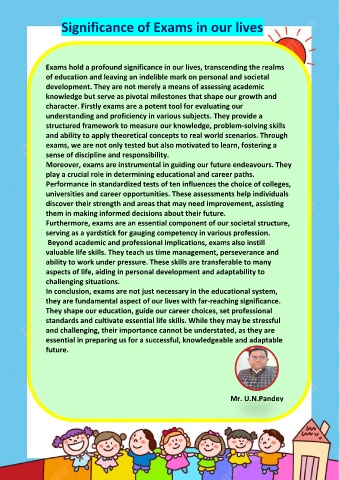 Significance of Exams in our lives
Exams hold a profound significance in our lives, transcending the realms
of education and leaving an indelible mark on personal and societal
development. They are not merely a means of assessing academic
knowledge but serve as pivotal milestones that shape our growth and
character. Firstly exams are a potent tool for evaluating our
understanding and proficiency in various subjects. They provide a
structured framework to measure our knowledge, problem-solving skills
and ability to apply theoretical concepts to real world scenarios. Through
exams, we are not only tested but also motivated to learn, fostering a
sense of discipline and responsibility.
Moreover, exams are instrumental in guiding our future endeavours. They
play a crucial role in determining educational and career paths.
Performance in standardized tests of ten influences the choice of colleges,
universities and career opportunities. These assessments help individuals
discover their strength and areas that may need improvement, assisting
them in making informed decisions about their future.
Furthermore, exams are an essential component of our societal structure,
serving as a yardstick for gauging competency in various profession.
Beyond academic and professional implications, exams also instill
valuable life skills. They teach us time management, perseverance and
ability to work under pressure. These skills are transferable to many
aspects of life, aiding in personal development and adaptability to
challenging situations.
In conclusion, exams are not just necessary in the educational system,
they are fundamental aspect of our lives with far-reaching significance.
They shape our education, guide our career choices, set professional
standards and cultivate essential life skills. While they may be stressful
and challenging, their importance cannot be understated, as they are
essential in preparing us for a successful, knowledgeable and adaptable
future.
Mr. U.N.Pandey